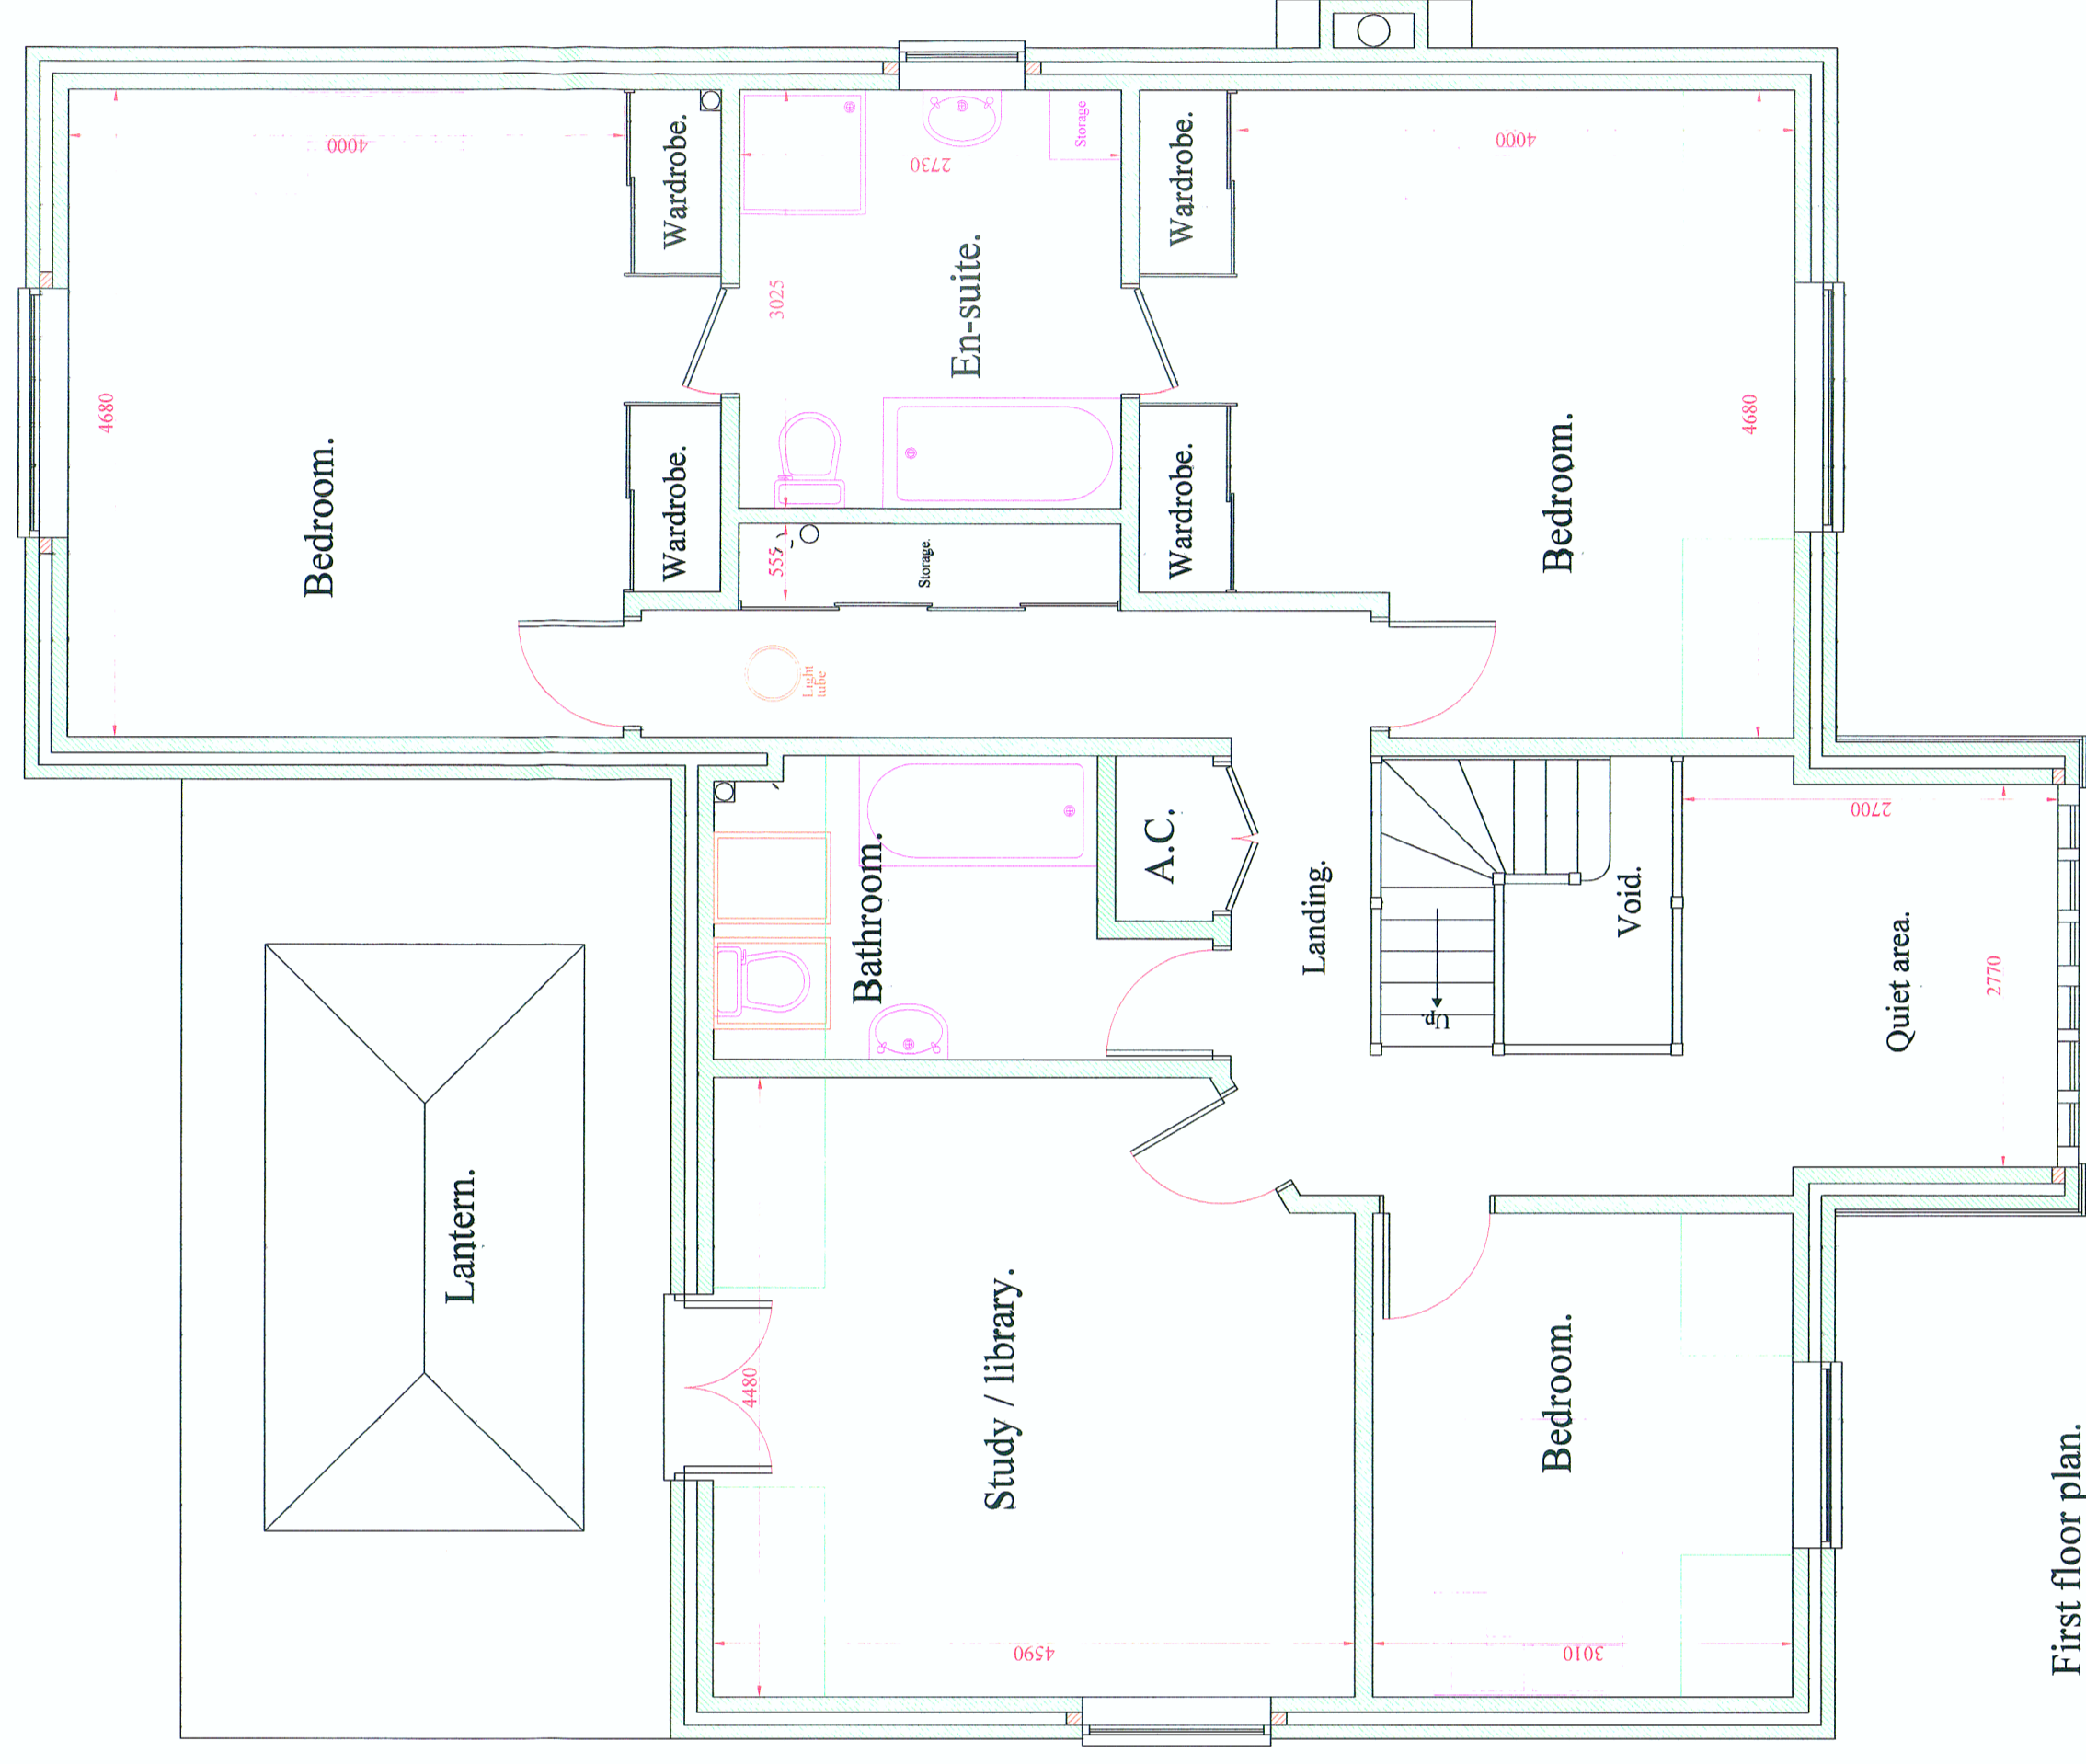 Bedroom.
4680
4000
Wardrobe.
Wardrobe.
2730
3025
En-suite.
Storage
555
Storage.
Light
tube
Wardrobe.
Wardrobe.
4000
4680
Bedroom.
Lantern.
Bathroom.
A.C.
Landing.
Up.
Void.
Quiet area.
2700
2770
4480
Study / library.
4590
Bedroom.
3010
First floor plan.